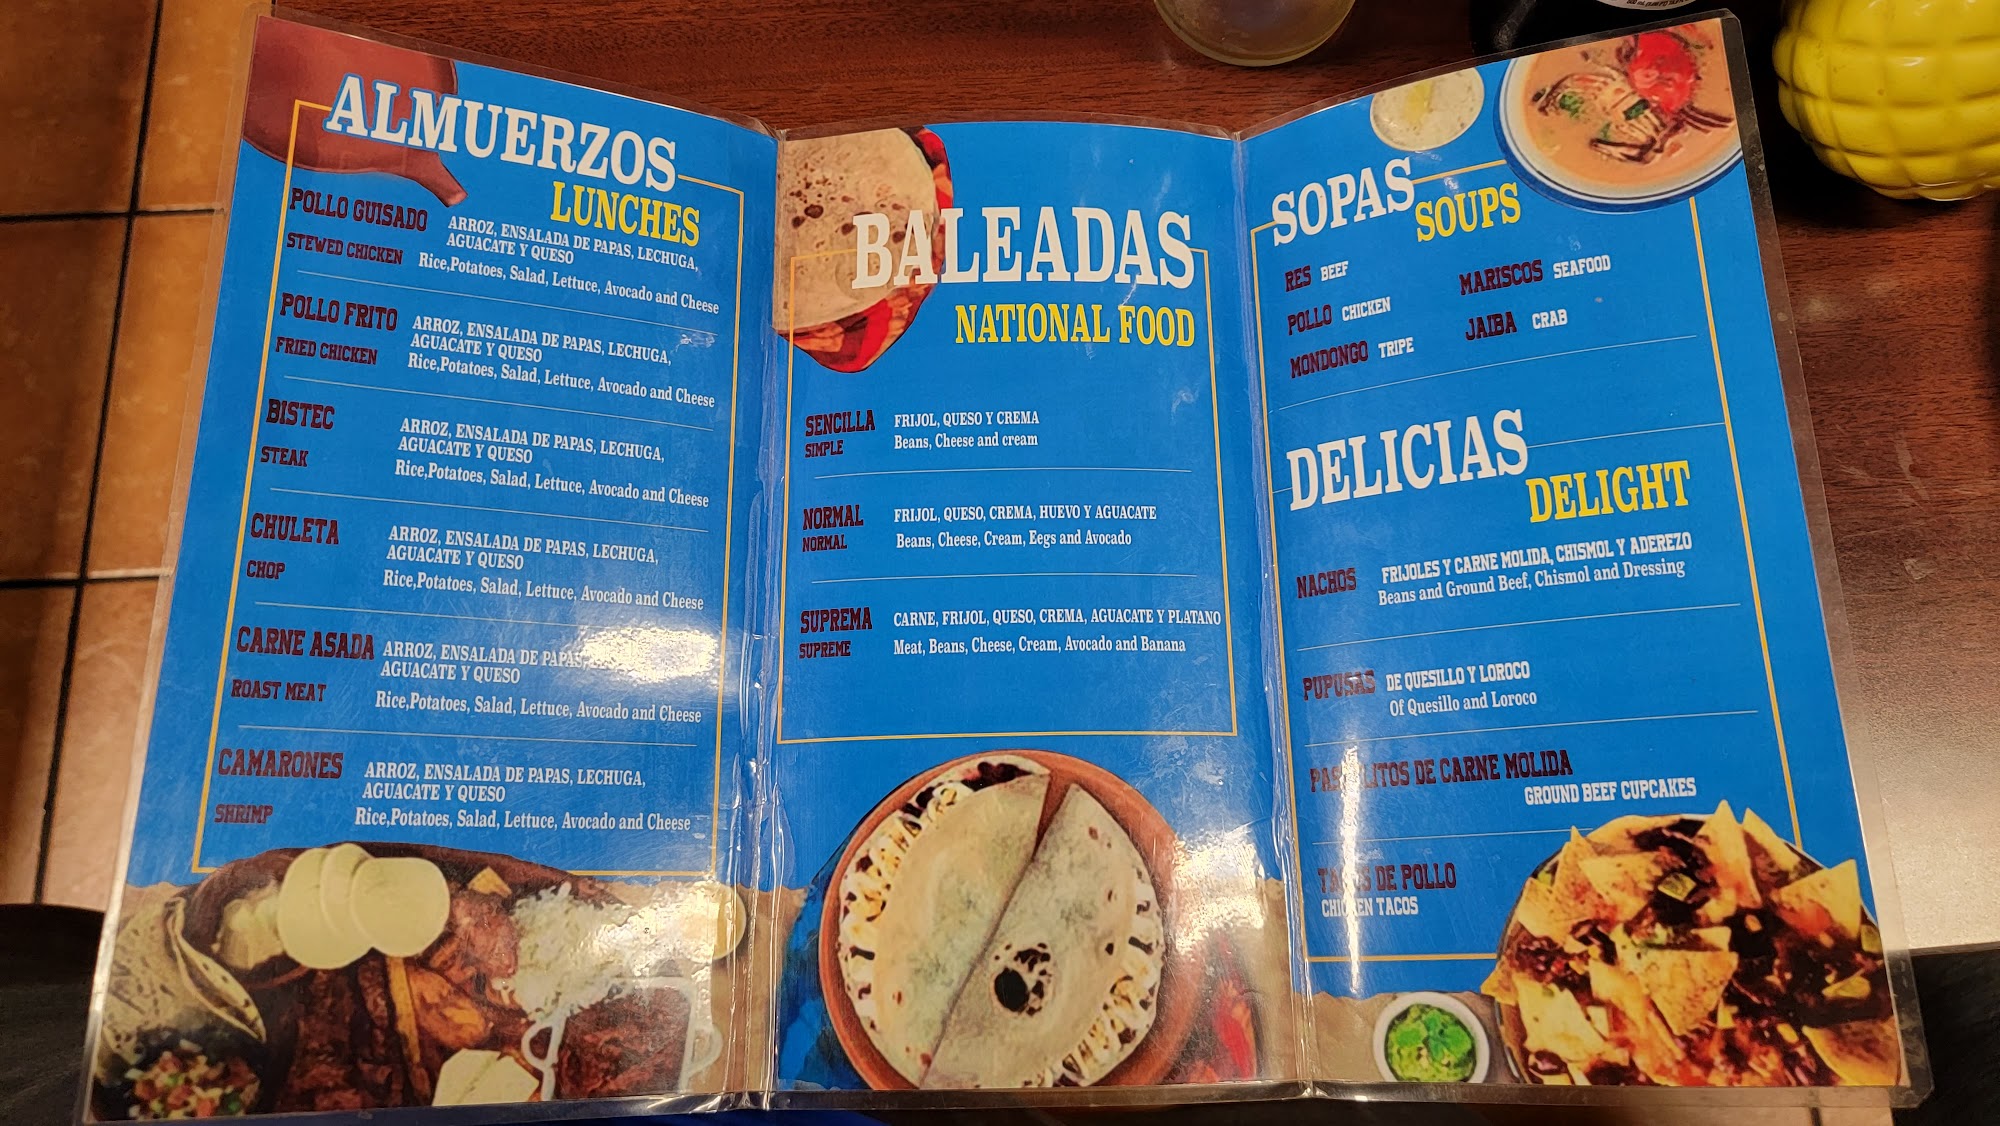 ALMUERZOS
LUNCHES
POLLO GUISADO
STEWED CHICKEN
ARROZ, ENSALADA DE PAPAS, LECHUGA,
AGUACATE Y QUESO
Rice,Potatoes, Salad, Lettuce, Avocado and Cheese
POLLO FRITO
FRIED CHICKEN
ARROZ, ENSALADA DE PAPAS, LECHUGA,
AGUACATE Y QUESO
Rice,Potatoes, Salad, Lettuce, Avocado and Cheese
BISTEC
STEAK
ARROZ, ENSALADA DE PAPAS, LECHUGA,
AGUACATE Y QUESO
Rice,Potatoes, Salad, Lettuce, Avocado and Cheese
CHULETA
CHOP
ARROZ, ENSALADA DE PAPAS, LECHUGA,
AGUACATE Y QUESO
Rice,Potatoes, Salad, Lettuce, Avocado and Cheese
CARNE ASADA
ROAST MEAT
ARROZ, ENSALADA DE PAPAS, LECHUGA,
AGUACATE Y QUESO
Rice,Potatoes, Salad, Lettuce, Avocado and Cheese
CAMARONES
SHRIMP
ARROZ, ENSALADA DE PAPAS, LECHUGA,
AGUACATE Y QUESO
Rice,Potatoes, Salad, Lettuce, Avocado and Cheese
BALEADAS
NATIONAL FOOD
SENCILLA
SIMPLE
FRIJOL, QUESO Y CREMA
Beans, Cheese and cream
NORMAL
NORMAL
FRIJOL, QUESO, CREMA, HUEVO Y AGUACATE
Beans, Cheese, Cream, Eegs and Avocado
SUPREMA
SUPREME
CARNE, FRIJOL, QUESO, CREMA, AGUACATE Y PLATANO
Meat, Beans, Cheese, Cream, Avocado and Banana
SOPAS
SOUPS
RES BEEF
POLLO CHICKEN
MONDONGO TRIPE
MARISCOS SEAFOOD
JAIBA CRAB
DELICIAS
DELIGHT
NACHOS
FRIJOLES Y CARNE MOLIDA, CHISMOL Y ADEREZO
Beans and Ground Beef, Chismol and Dressing
PUPUSAS
DE QUESILLO Y LOROCO
Of Quesillo and Loroco
PASTELITOS DE CARNE MOLIDA
GROUND BEEF CUPCAKES
TACOS DE POLLO
CHICKEN TACOS